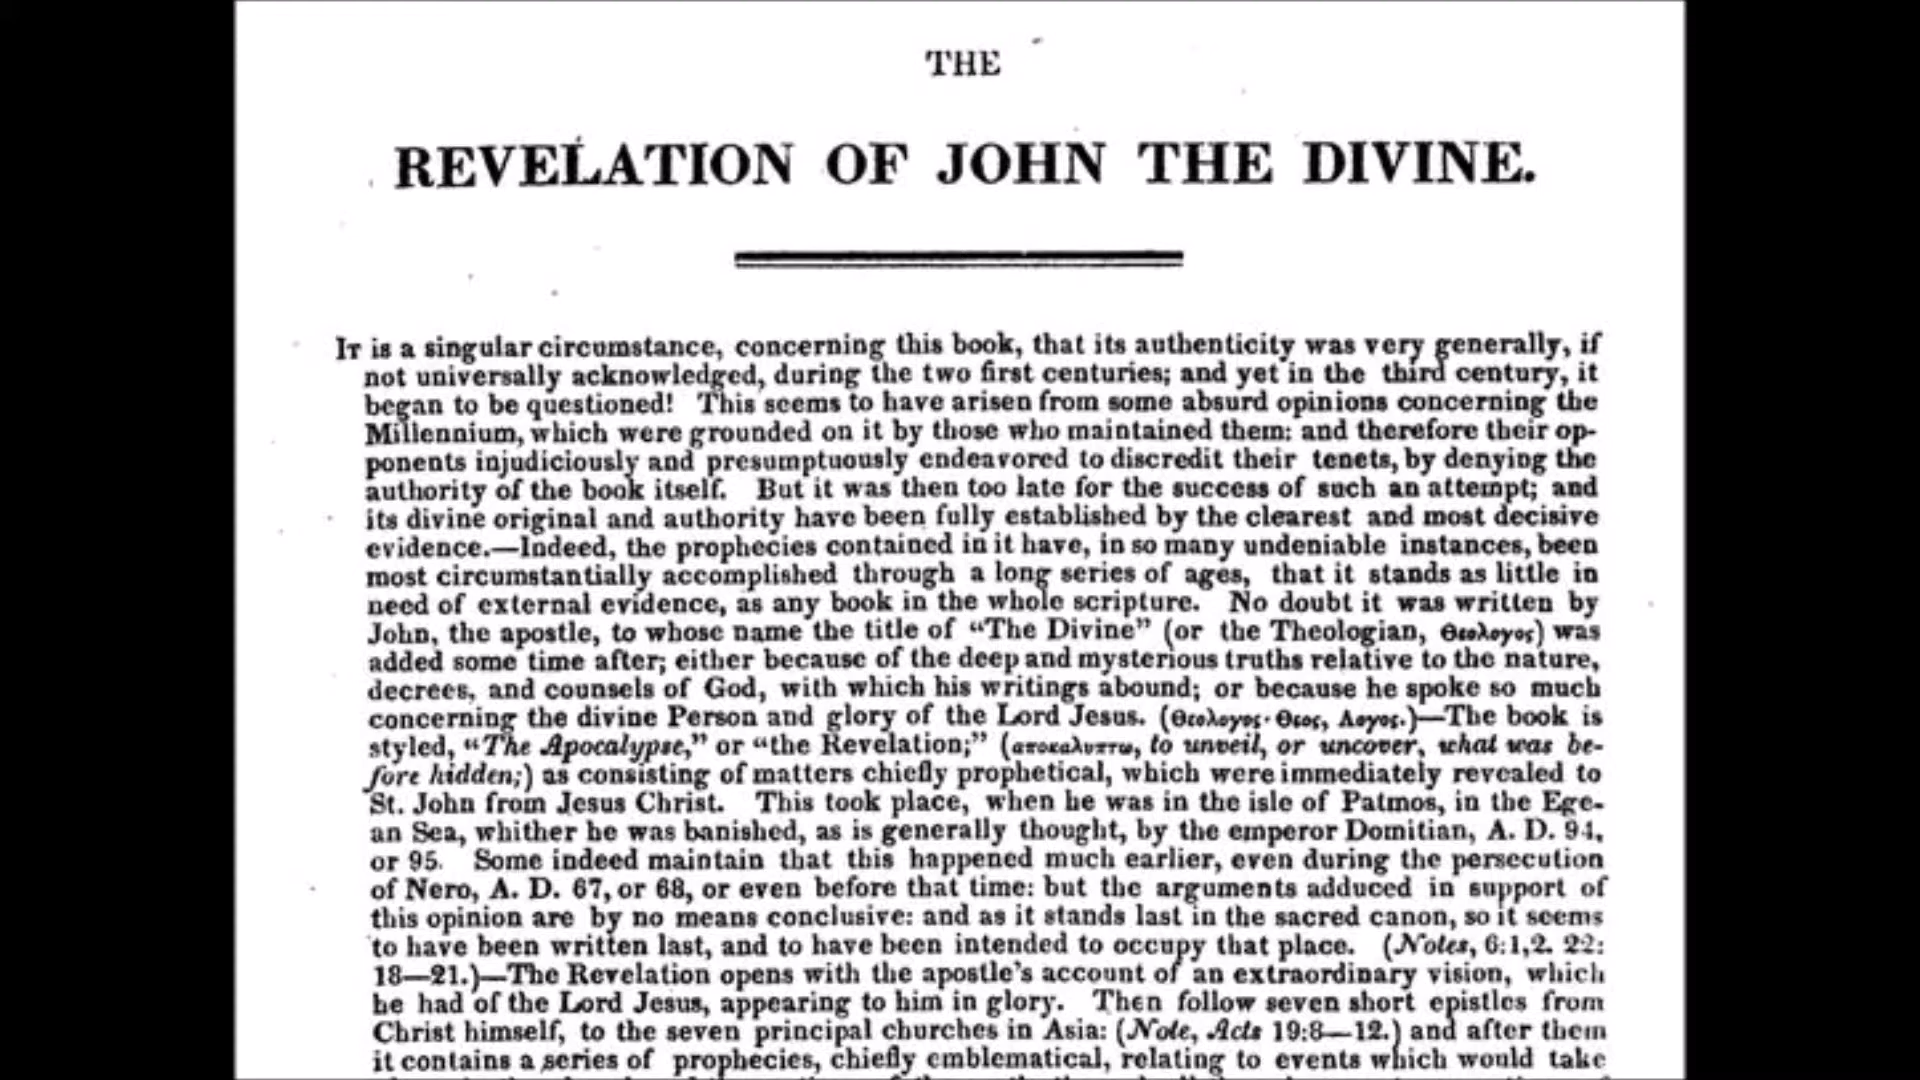 THE
REVELATION OF JOHN THE DIVINE.
IT is a singular circumstance, concerning this book, that its authenticity was very generally, if
not universally acknowledged, during the two first centuries; and yet in the third century, it
began to be questioned! This seems to have arisen from some absurd opinions concerning the
Millennium, which were grounded on it by those who maintained them: and therefore their op-
ponents injudiciously and presumptuously endeavored to discredit their tenets, by denying the
authority of the book itself. But it was then too late for the success of such an attempt; and
its divine original and authority have been fully established by the clearest and most decisive
evidence.—Indeed, the prophecies contained in it have, in so many undeniable instances, been
most circumstantially accomplished through a long series of ages, that it stands as little in
need of external evidence, as any book in the whole scripture. No doubt it was written by
John, the apostle, to whose name the title of "The Divine" (or the Theologian, Θεολογος) was
added some time after; either because of the deep and mysterious truths relative to the nature,
decrees, and counsels of God, with which his writings abound; or because he spoke so much
concerning the divine Person and glory of the Lord Jesus. (Θεολογος· Θεος, Λογος.)—The book is
styled, "The Apocalypse," or "the Revelation;" (αποκαλυπτω, to unveil, or uncover, what was be-
fore hidden;) as consisting of matters chiefly prophetical, which were immediately revealed to
St. John from Jesus Christ. This took place, when he was in the isle of Patmos, in the Ege-
an Sea, whither he was banished, as is generally thought, by the emperor Domitian, A. D. 94,
or 95. Some indeed maintain that this happened much earlier, even during the persecution
of Nero, A. D. 67, or 68, or even before that time: but the arguments adduced in support of
this opinion are by no means conclusive: and as it stands last in the sacred canon, so it seems
to have been written last, and to have been intended to occupy that place. (Notes, 6:1,2. 22:
18—21.)—The Revelation opens with the apostle's account of an extraordinary vision, which
he had of the Lord Jesus, appearing to him in glory. Then follow seven short epistles from
Christ himself, to the seven principal churches in Asia: (Note, Acts 19:8—12.) and after them
it contains a series of prophecies, chiefly emblematical, relating to events which would take